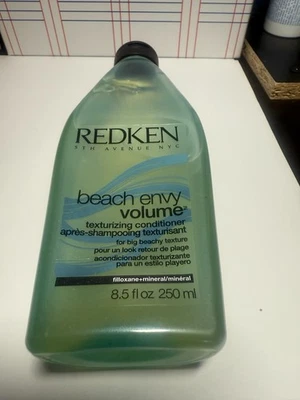 REDKEN
5TH AVENUE NYC
beach envy
volume
texturizing conditioner
après-shampooing texturisant
for big beachy texture
pour un look retour de plage
acondicionador texturizante
para un estilo playero
filloxane+mineral/minéral
8.5 fl oz 250 ml